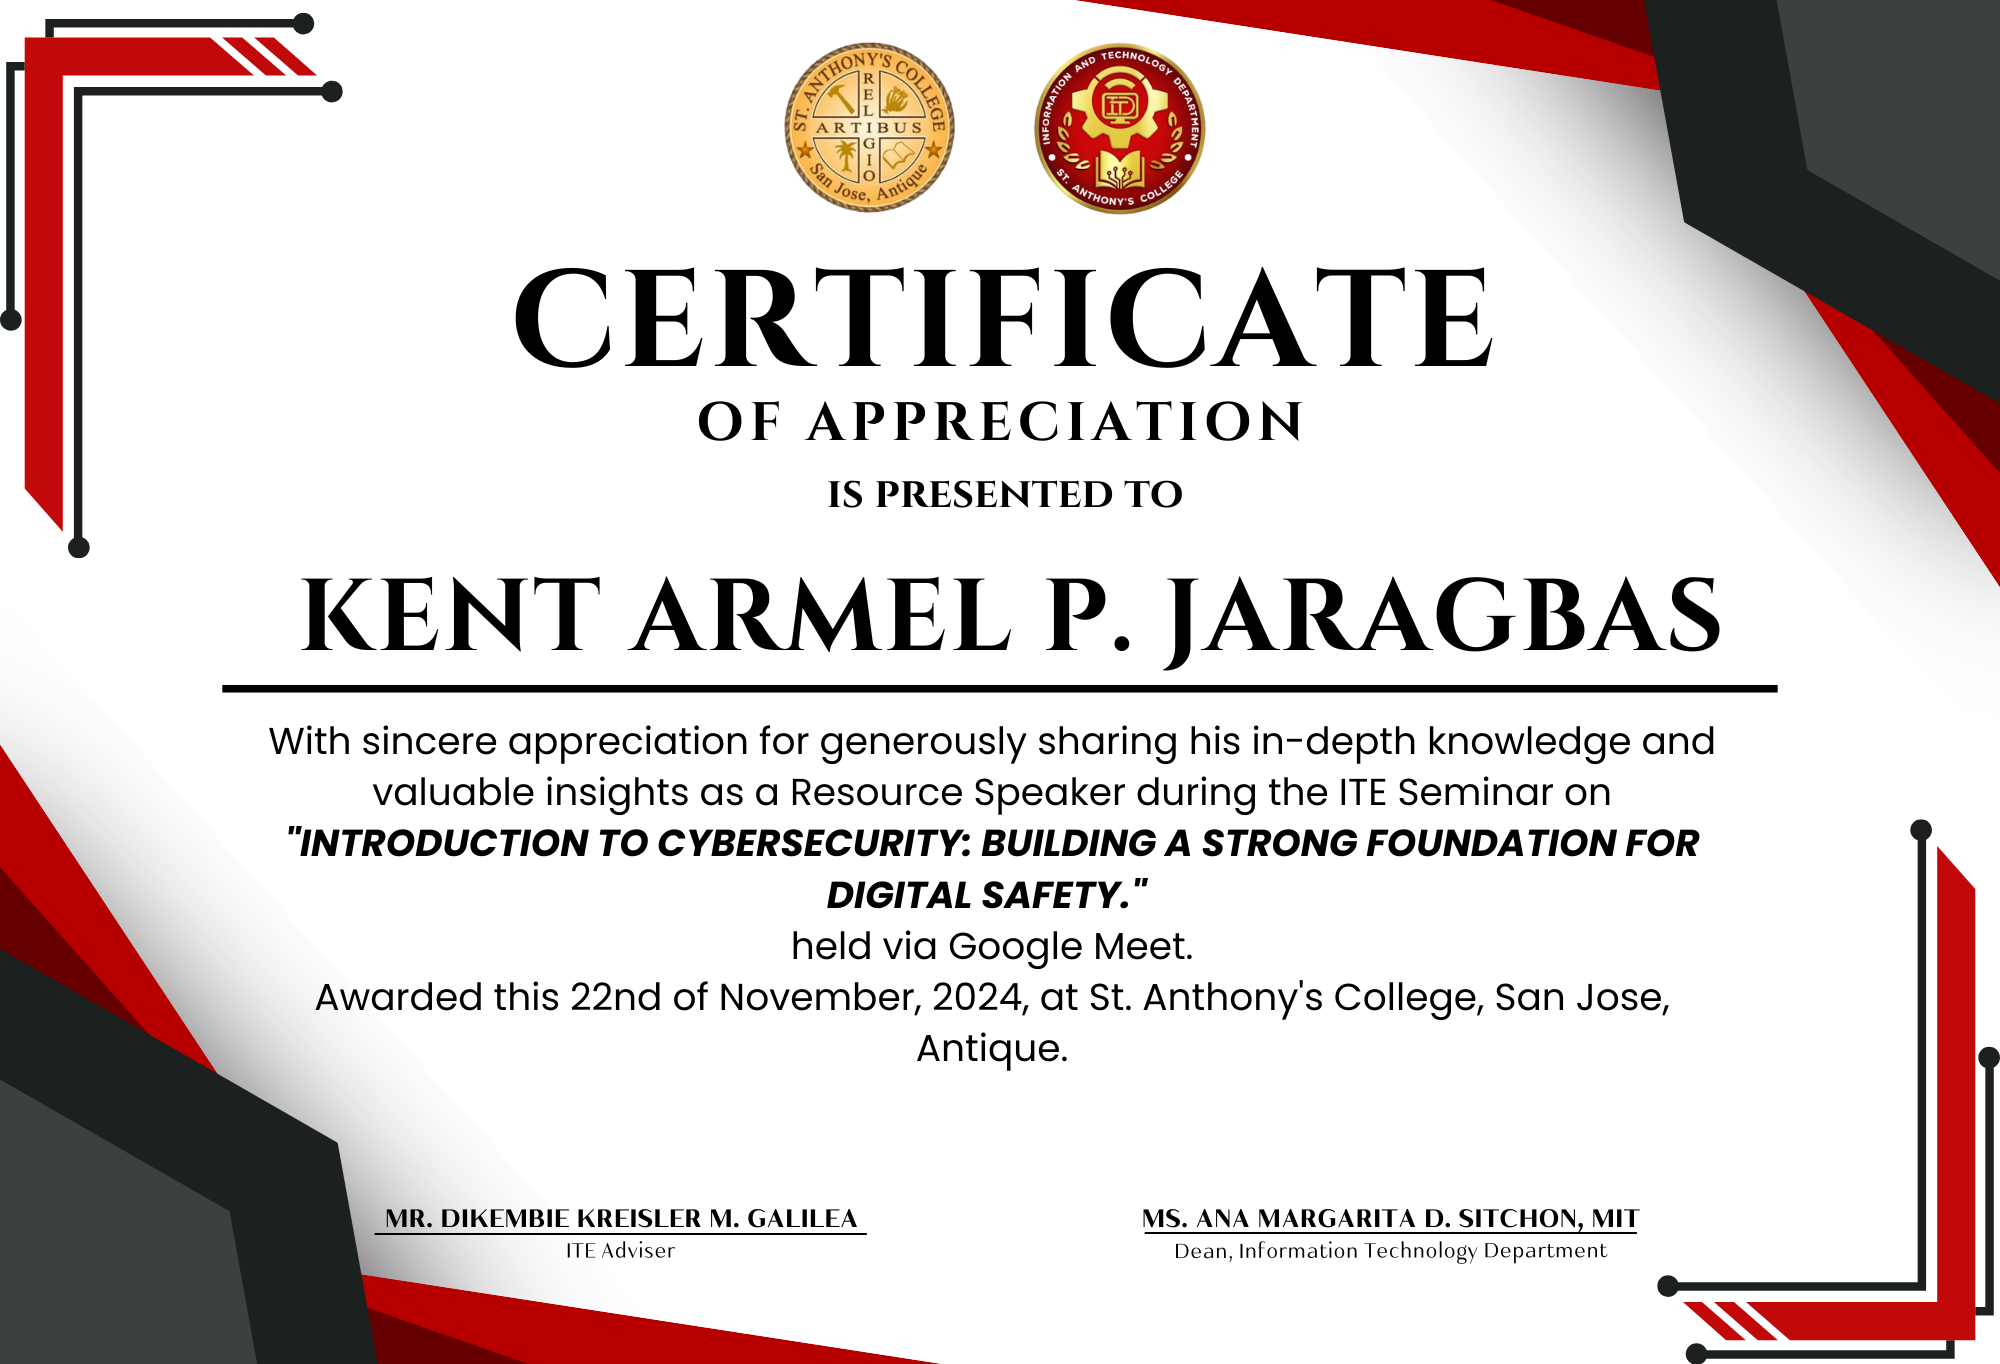 ST. ANTHONY'S COLLEGE
RELIGIO
ARTIBUS
San Jose, Antique
INFORMATION AND TECHNOLOGY DEPARTMENT
ITD
ST. ANTHONY'S COLLEGE
CERTIFICATE
OF APPRECIATION
IS PRESENTED TO
KENT ARMEL P. JARAGBAS
With sincere appreciation for generously sharing his in-depth knowledge and
valuable insights as a Resource Speaker during the ITE Seminar on
"INTRODUCTION TO CYBERSECURITY: BUILDING A STRONG FOUNDATION FOR
DIGITAL SAFETY."
held via Google Meet.
Awarded this 22nd of November, 2024, at St. Anthony's College, San Jose,
Antique.
MR. DIKEMBIE KREISLER M. GALILEA
ITE Adviser
MS. ANA MARGARITA D. SITCHON, MIT
Dean, Information Technology Department